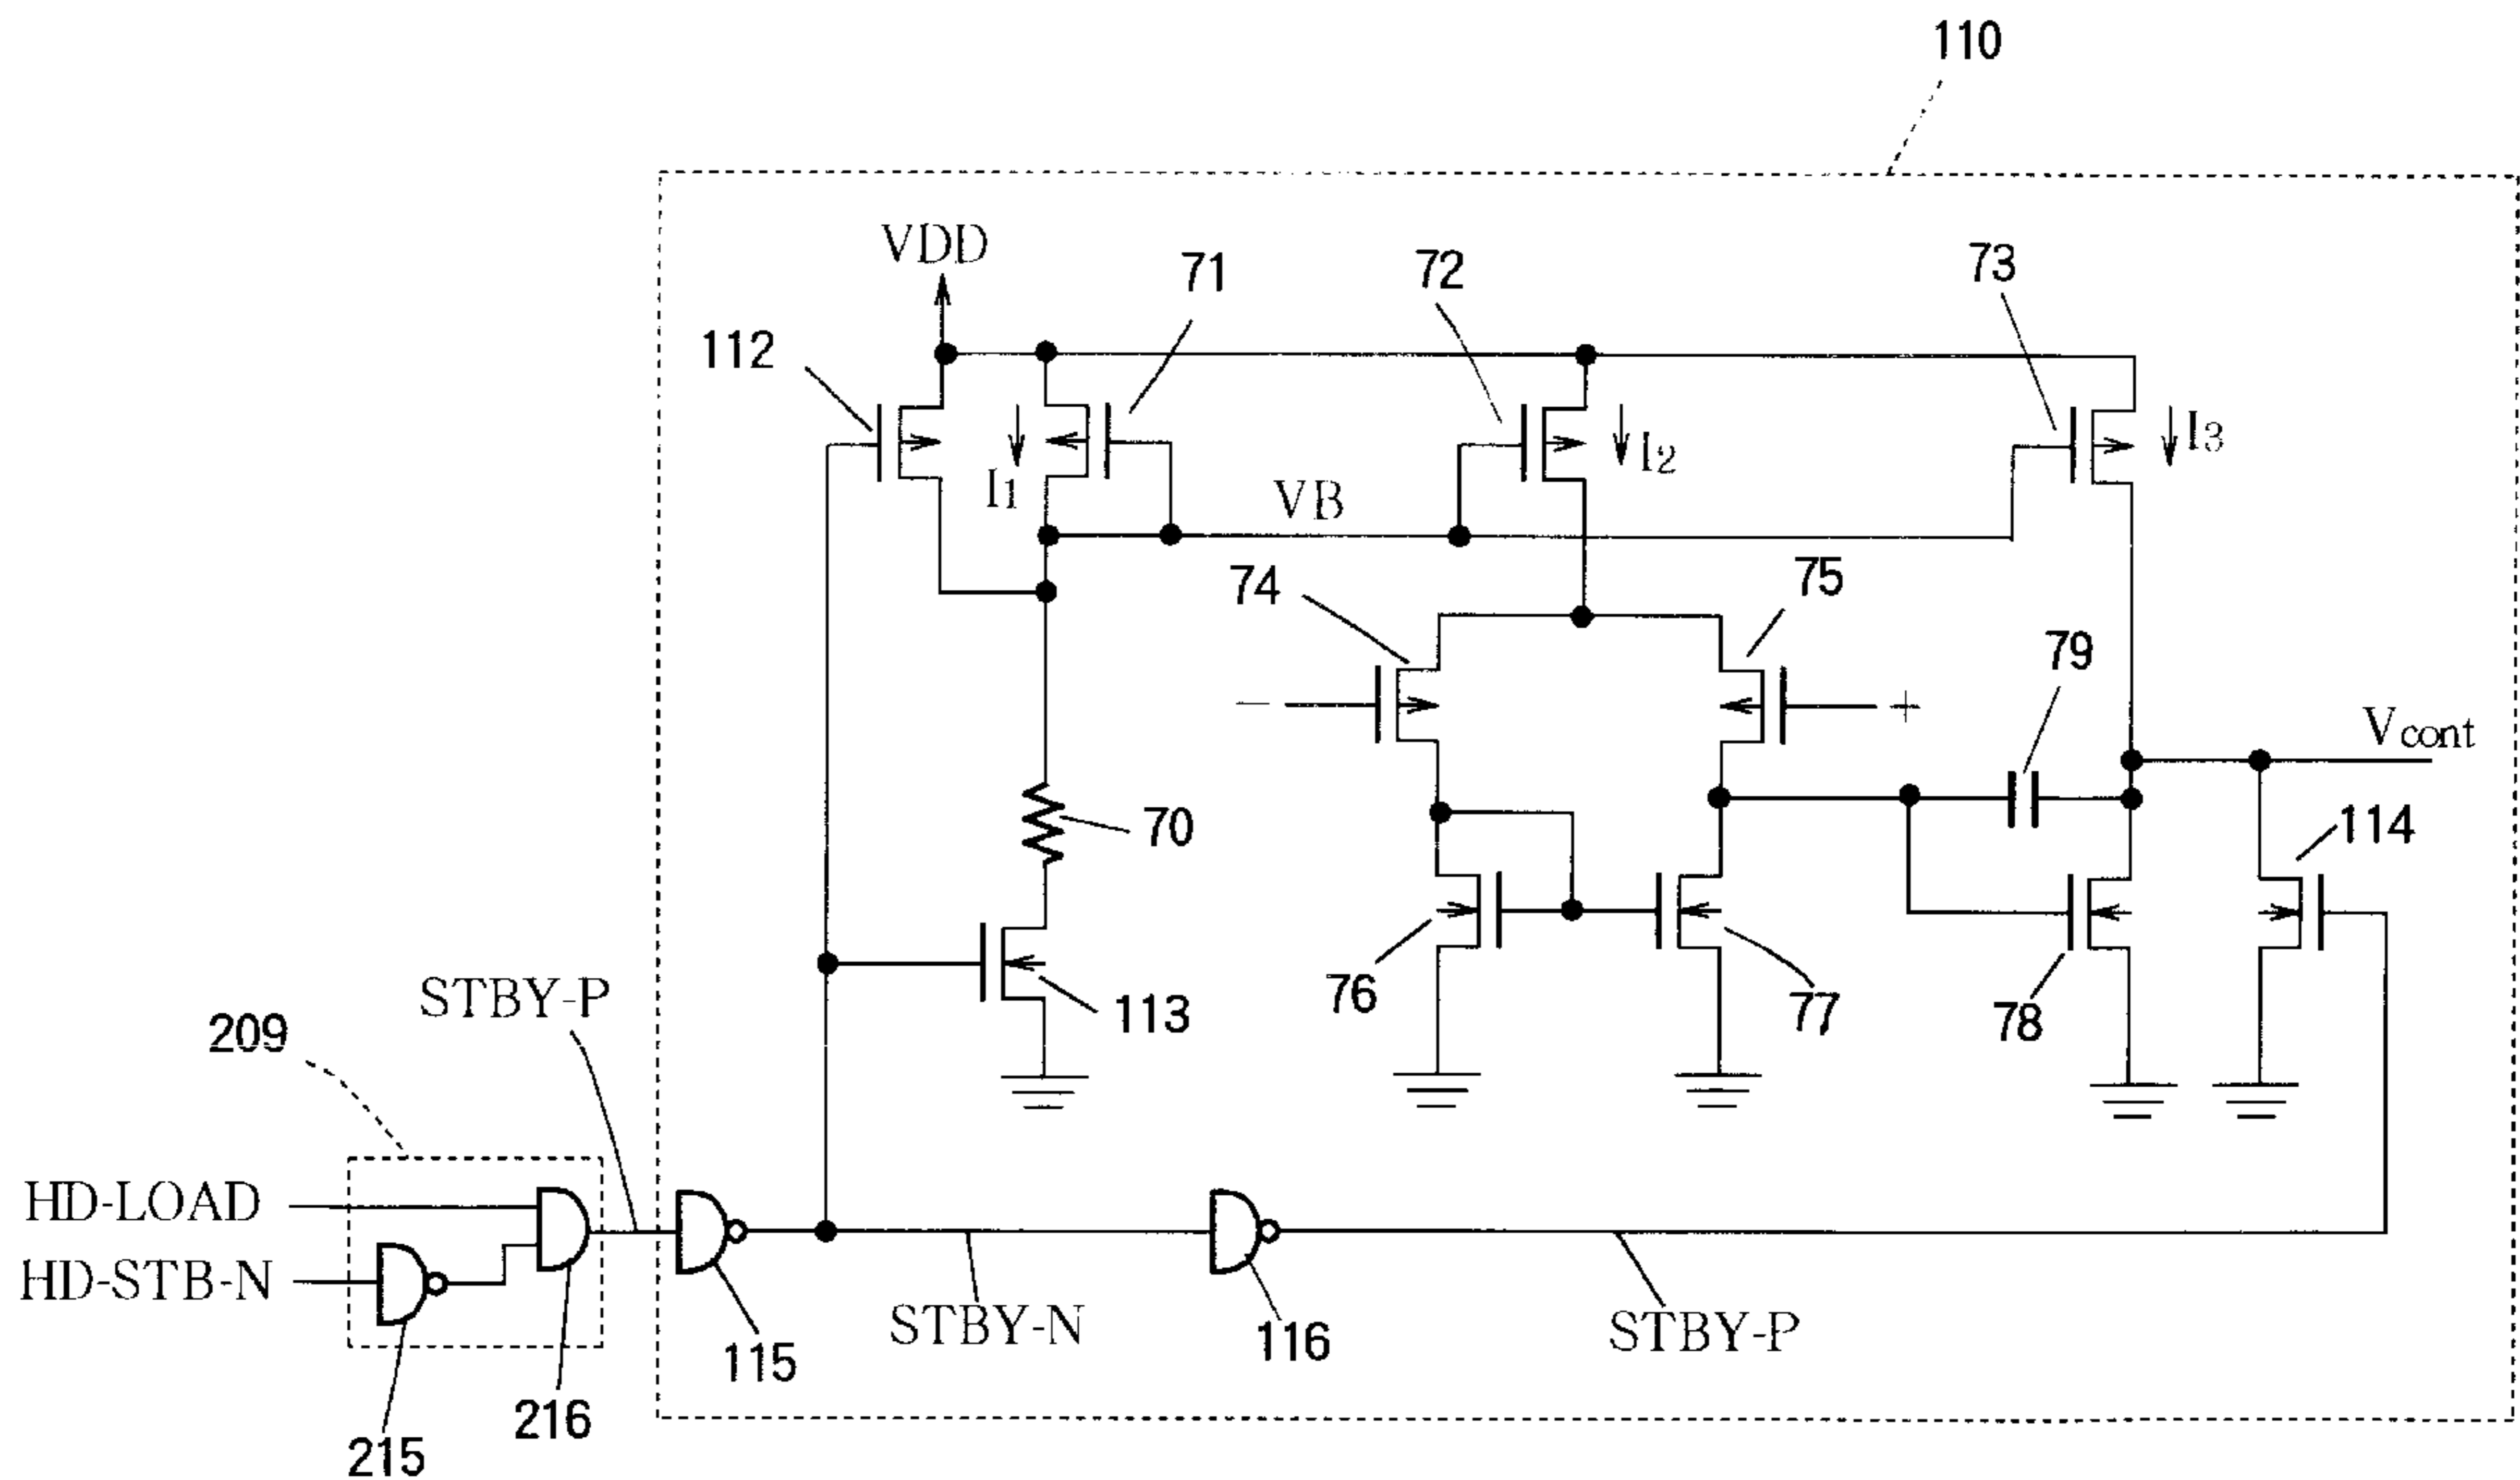 110
VDD
71
72
73
112
I1
I2
I3
VB
74
75
79
Vcont
70
114
76
77
78
113
STBY-P
209
HD-LOAD
HD-STB-N
STBY-N
STBY-P
115
116
216
215
−
+